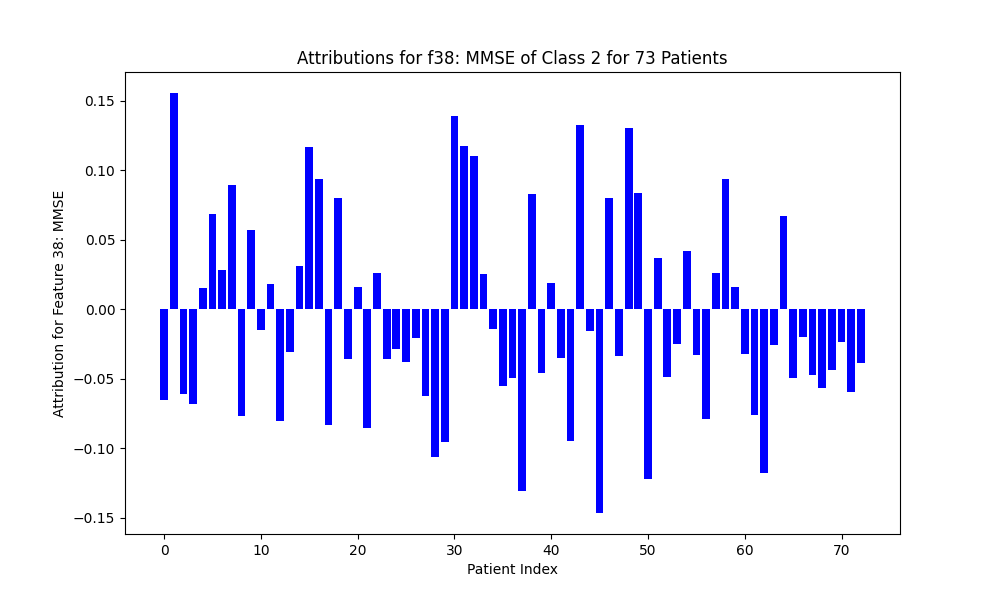 Attributions for f38: MMSE of Class 2 for 73 Patients
Attribution for Feature 38: MMSE
0.15
0.10
0.05
0.00
−0.05
−0.10
−0.15
0 10 20 30 40 50 60 70
Patient Index